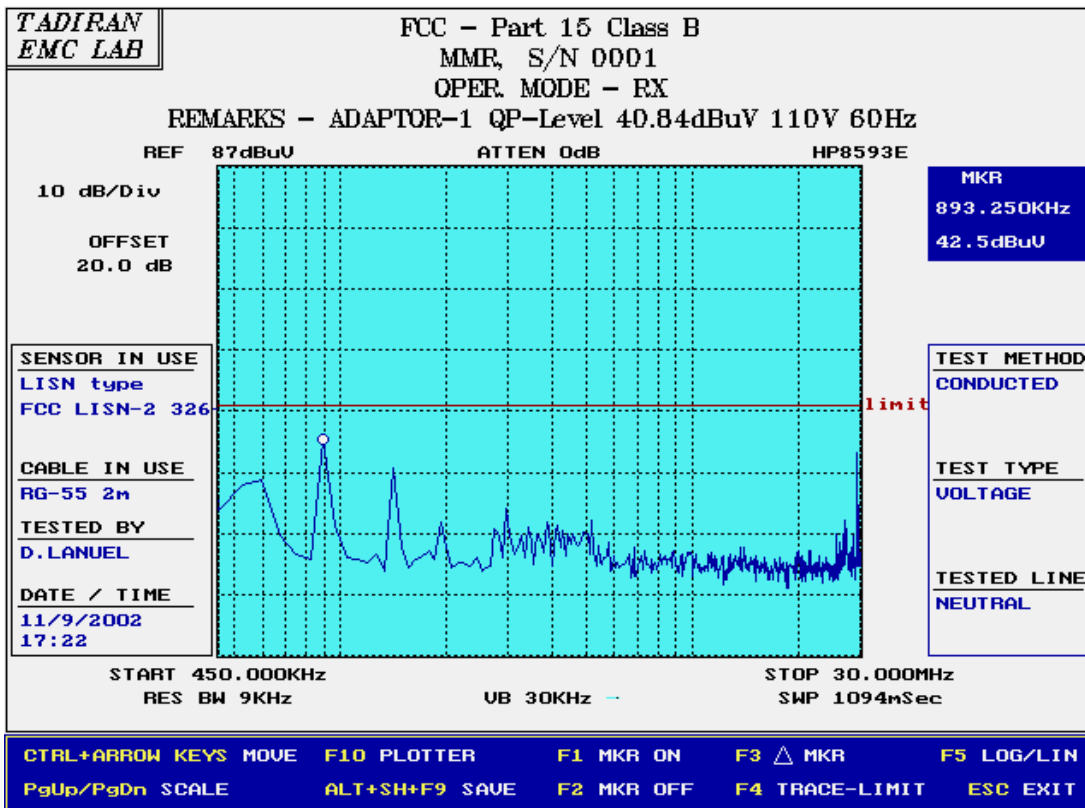 TADIRAN
EMC LAB
FCC – Part 15 Class B
MMR, S/N 0001
OPER. MODE – RX
REMARKS – ADAPTOR-1 QP-Level 40.84dBuV 110V 60Hz
REF 87dBuV ATTEN 0dB HP8593E
10 dB/Div
OFFSET
20.0 dB
MKR
893.250KHz
42.5dBuV
SENSOR IN USE
LISN type
FCC LISN-2 326
CABLE IN USE
RG-55 2m
TESTED BY
D.LANUEL
DATE / TIME
11/9/2002
17:22
limit
TEST METHOD
CONDUCTED
TEST TYPE
VOLTAGE
TESTED LINE
NEUTRAL
START 450.000KHz STOP 30.000MHz
RES BW 9KHz VB 30KHz SWP 1094mSec
CTRL+ARROW KEYS MOVE F10 PLOTTER F1 MKR ON F3 △ MKR F5 LOG/LIN
PgUp/PgDn SCALE ALT+SH+F9 SAVE F2 MKR OFF F4 TRACE-LIMIT ESC EXIT